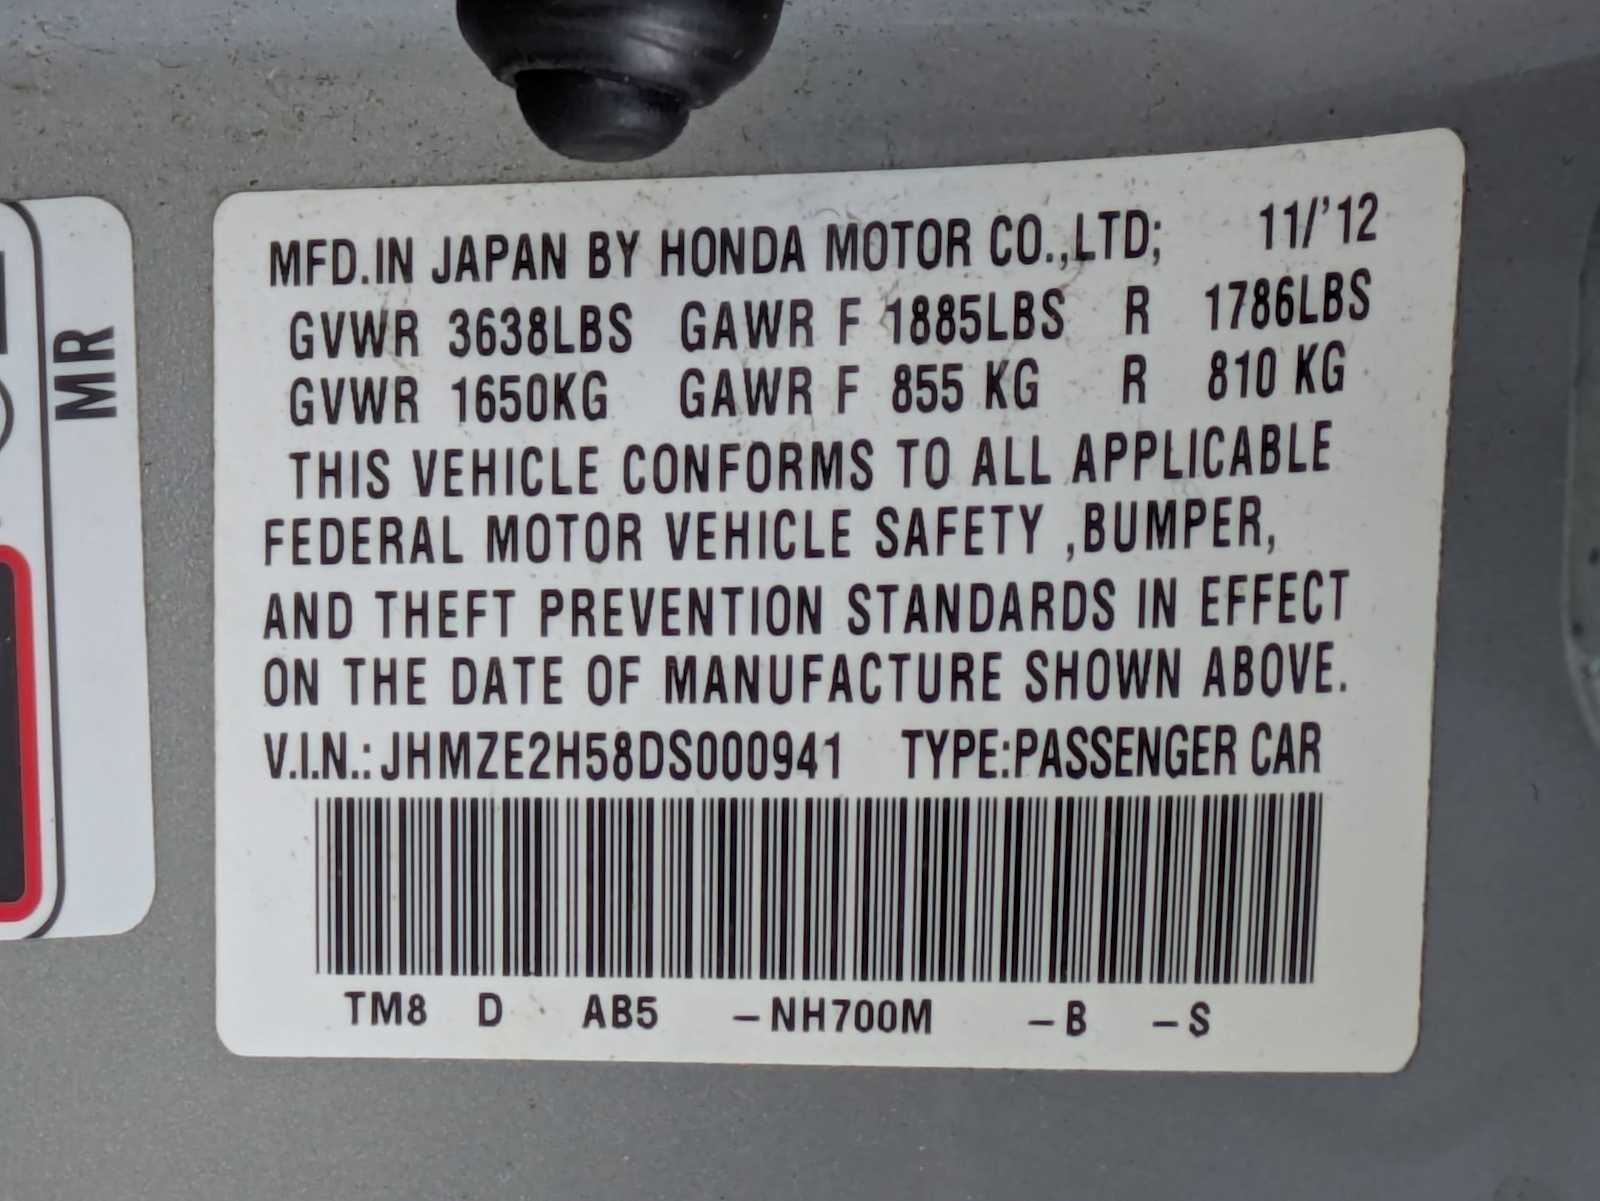 MR
MFD.IN JAPAN BY HONDA MOTOR CO.,LTD; 11/'12
GVWR 3638LBS GAWR F 1885LBS R 1786LBS
GVWR 1650KG GAWR F 855 KG R 810 KG
THIS VEHICLE CONFORMS TO ALL APPLICABLE
FEDERAL MOTOR VEHICLE SAFETY ,BUMPER,
AND THEFT PREVENTION STANDARDS IN EFFECT
ON THE DATE OF MANUFACTURE SHOWN ABOVE.
V.I.N.: JHMZE2H58DS000941 TYPE:PASSENGER CAR
TM8 D AB5 -NH700M -B -S